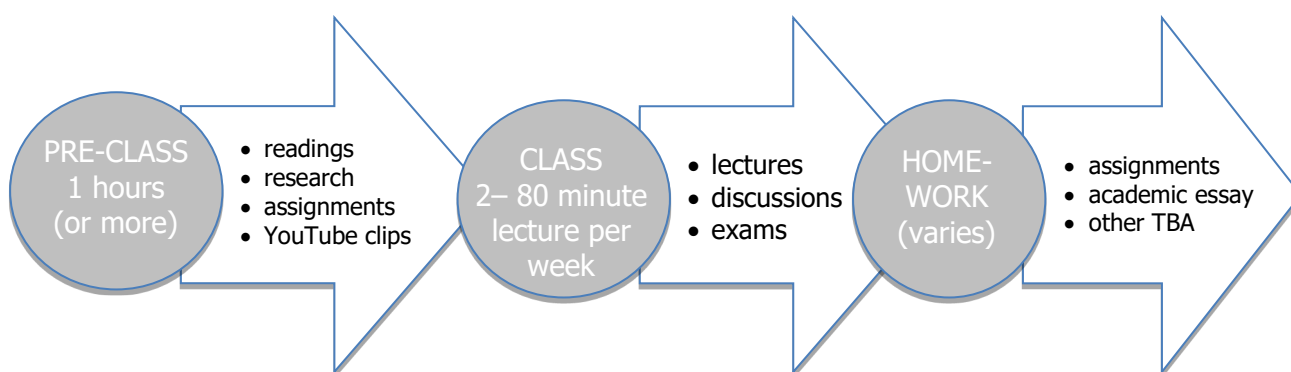 PRE-CLASS
1 hours
(or more)
• readings
• research
• assignments
• YouTube clips
CLASS
2– 80 minute
lecture per
week
• lectures
• discussions
• exams
HOME-
WORK
(varies)
• assignments
• academic essay
• other TBA